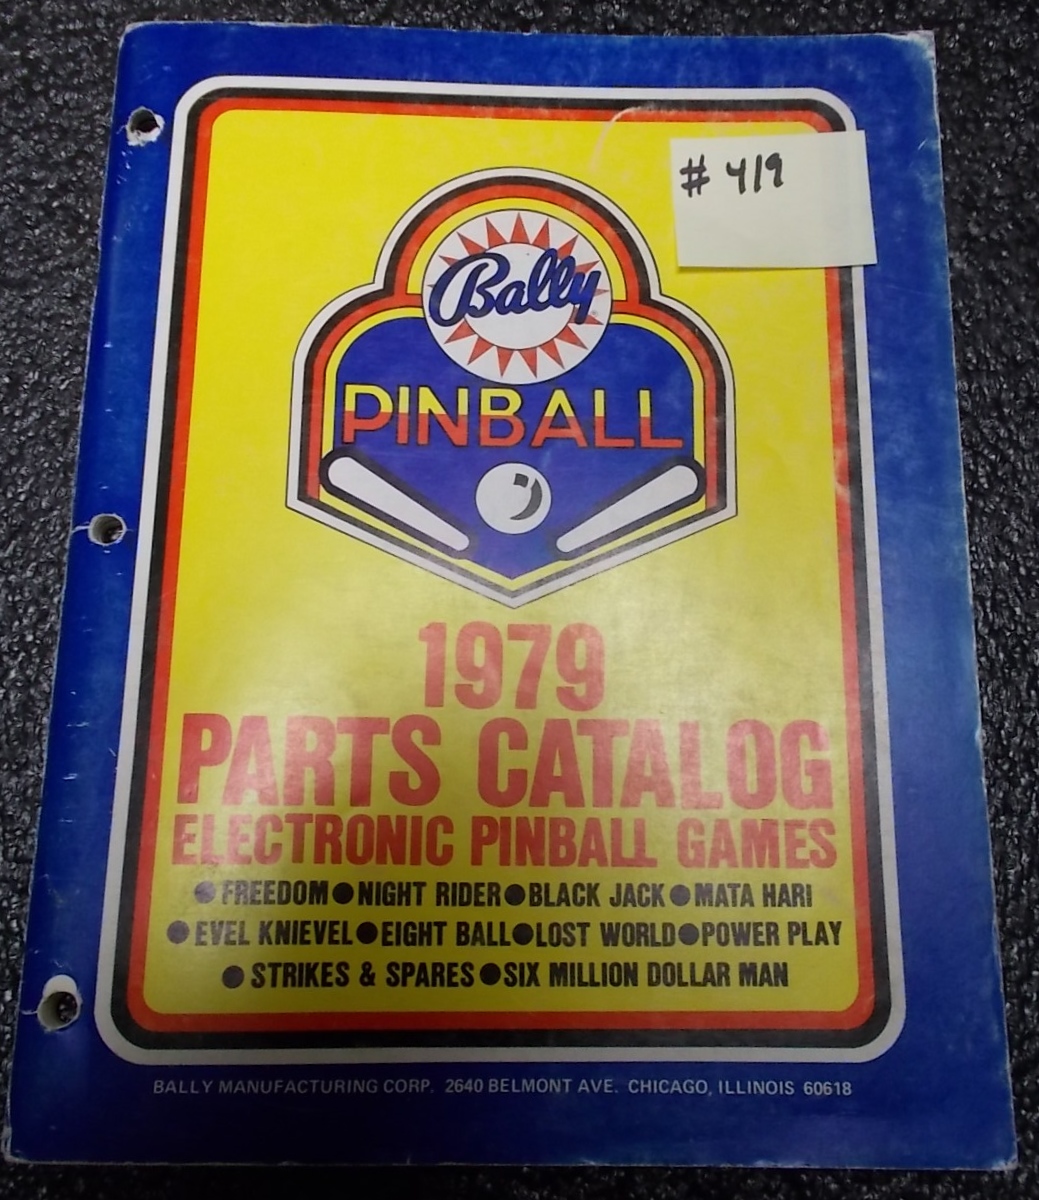 # 419
Bally
PINBALL
1979
PARTS CATALOG
ELECTRONIC PINBALL GAMES
●FREEDOM●NIGHT RIDER●BLACK JACK●MATA HARI
●EVEL KNIEVEL●EIGHT BALL●LOST WORLD●POWER PLAY
●STRIKES & SPARES●SIX MILLION DOLLAR MAN
BALLY MANUFACTURING CORP. 2640 BELMONT AVE. CHICAGO, ILLINOIS 60618